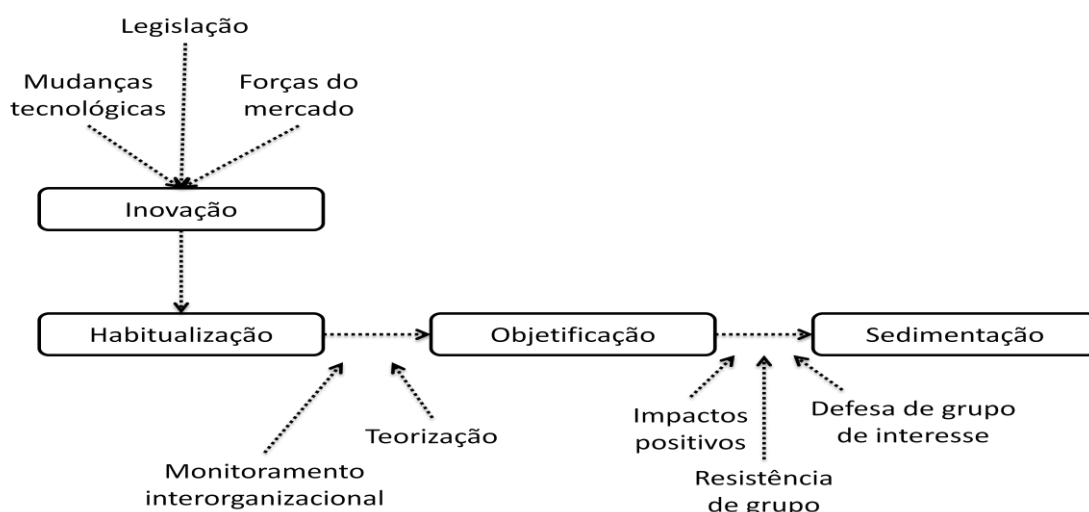 Legislação
Mudanças
tecnológicas
Forças do
mercado
Inovação
Habitualização
Objetificação
Sedimentação
Monitoramento
interorganizacional
Teorização
Impactos
positivos
Resistência
de grupo
Defesa de grupo
de interesse